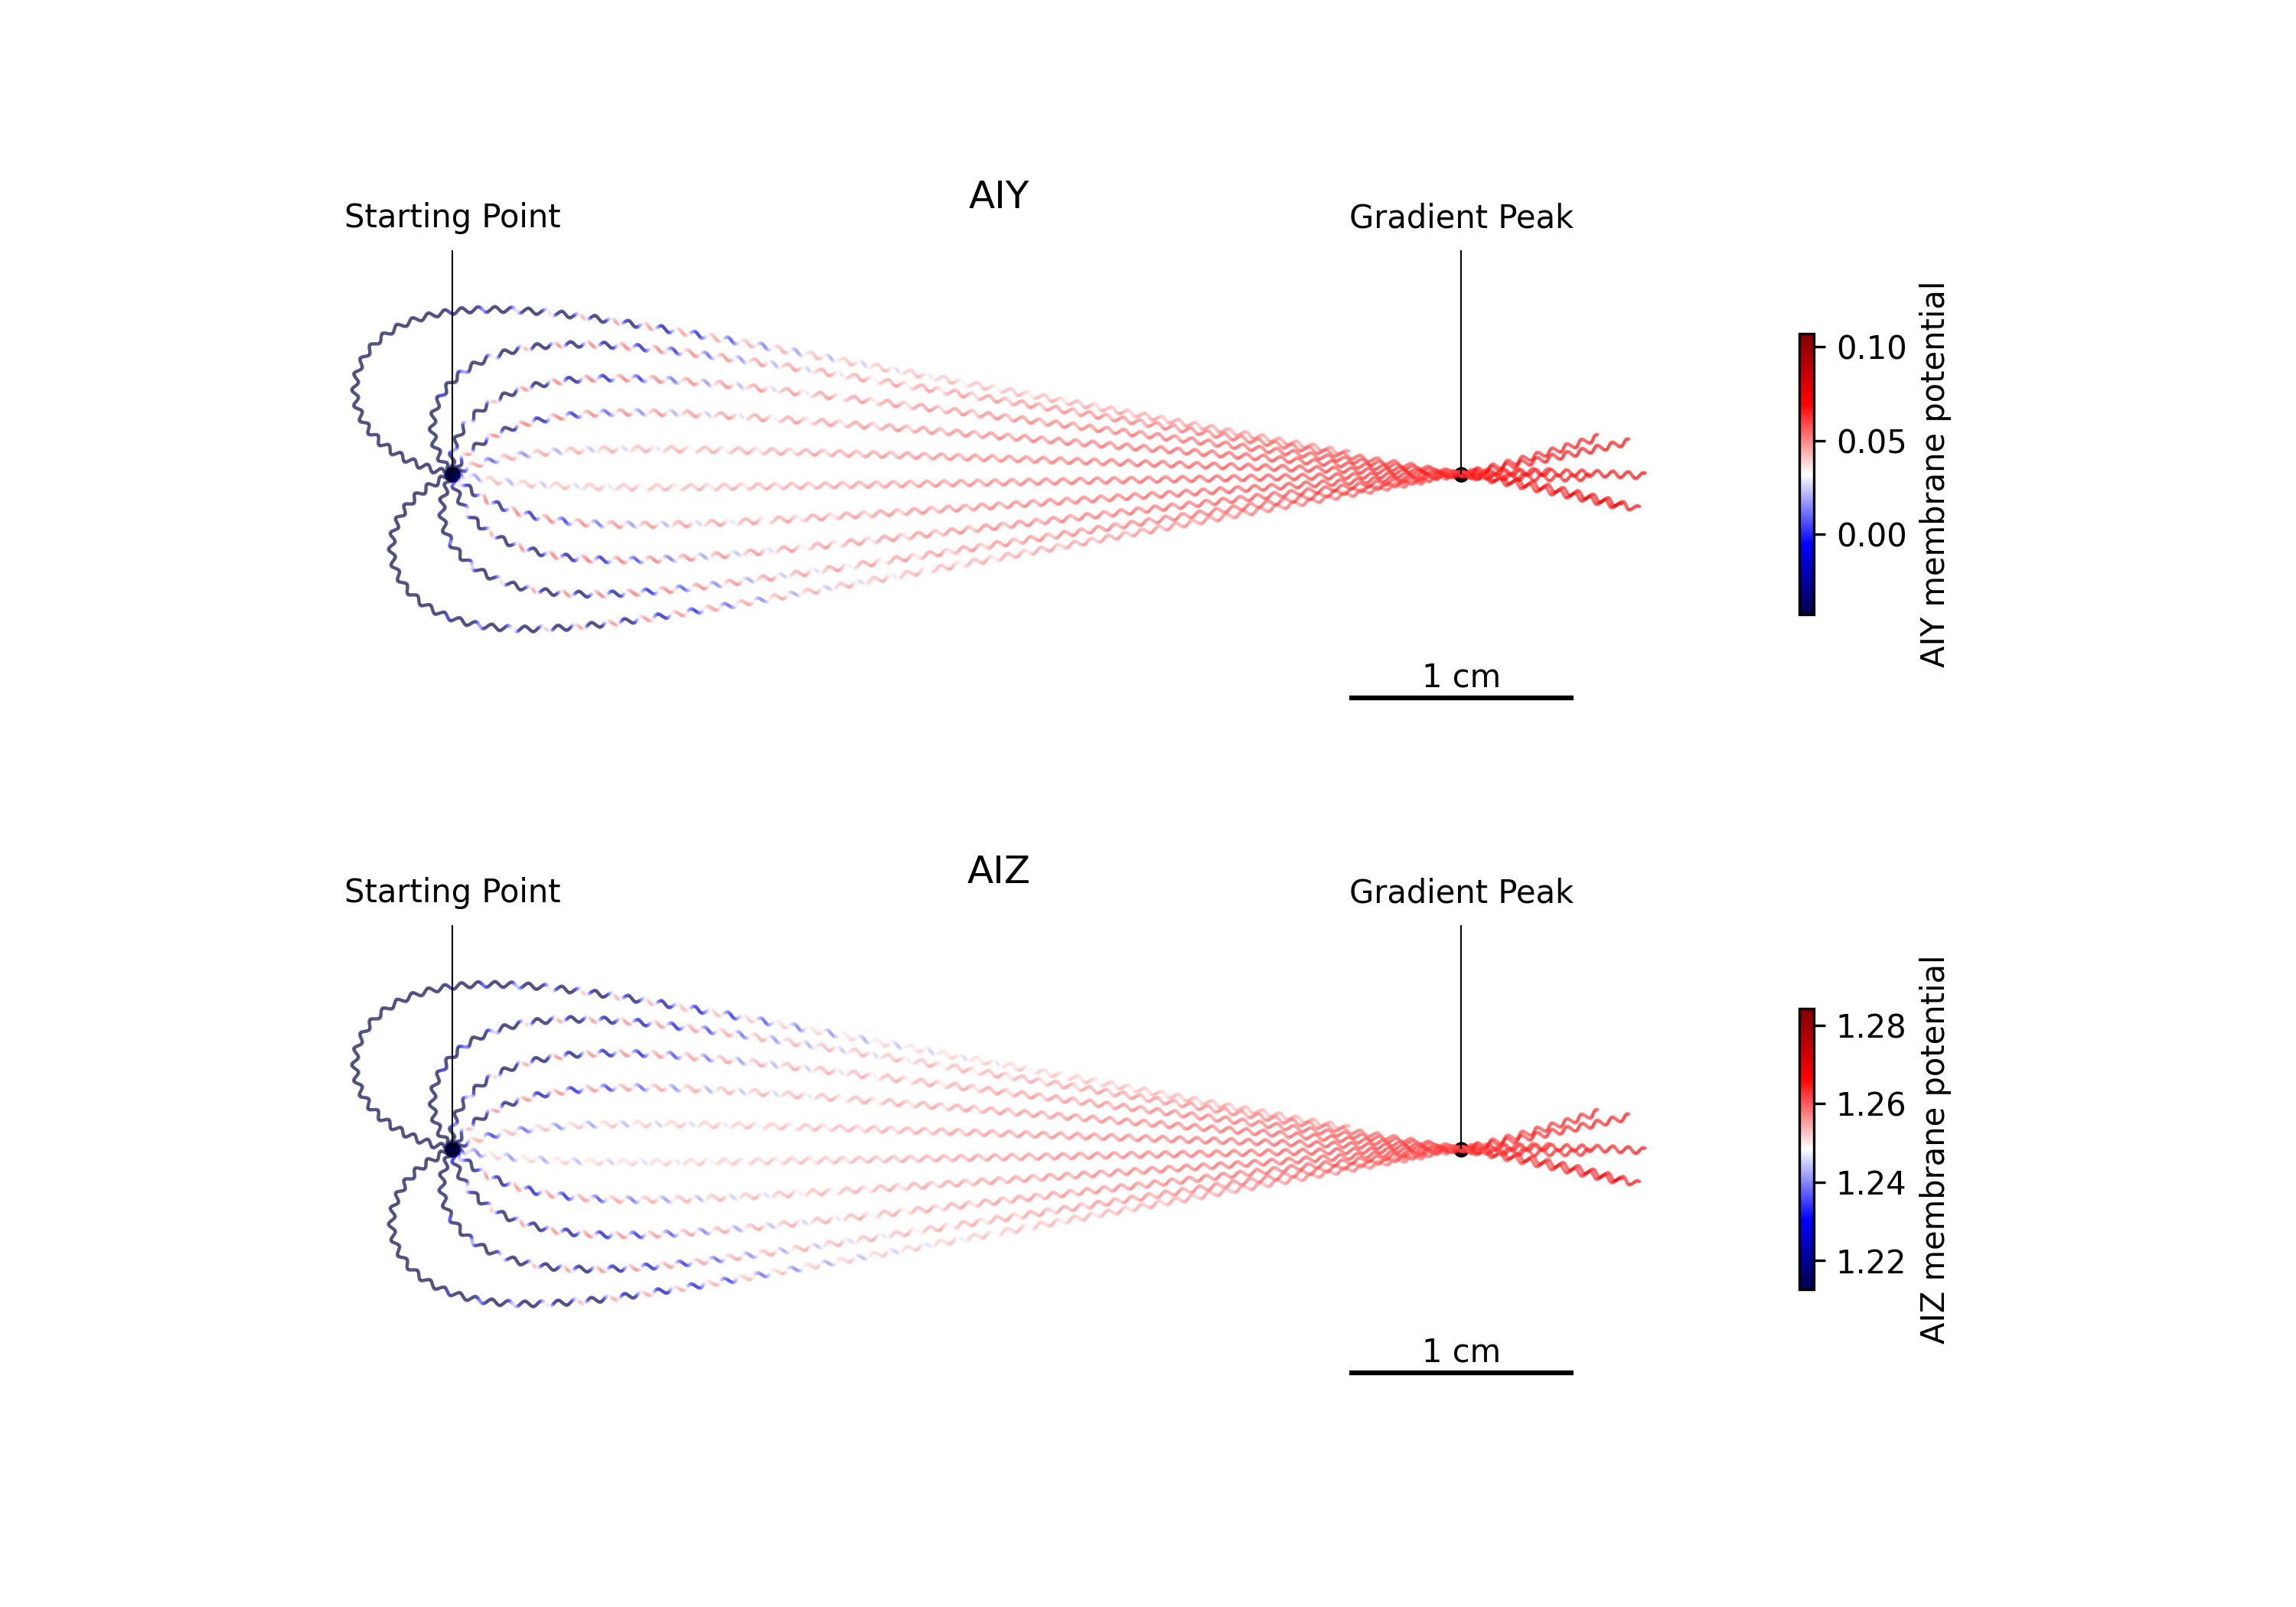 AIY
Starting Point
Gradient Peak
0.10
0.05
0.00
AIY membrane potential
1 cm
AIZ
Starting Point
Gradient Peak
1.28
1.26
1.24
1.22
AIZ membrane potential
1 cm